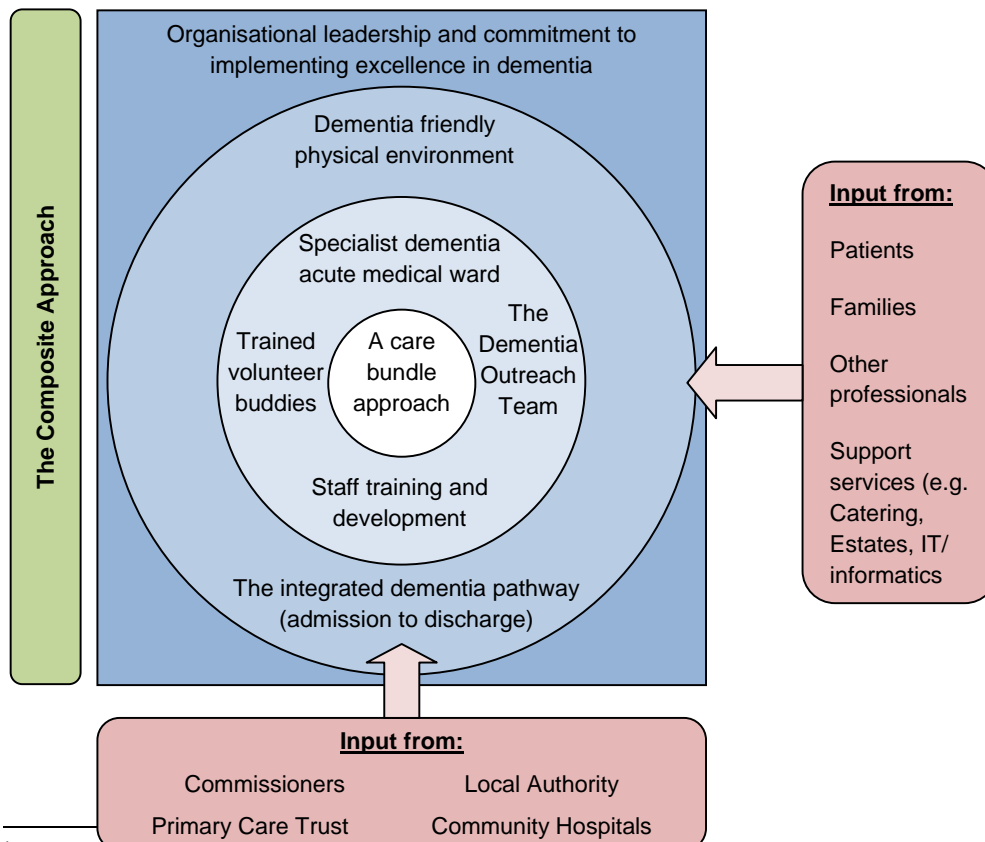 The Composite Approach
Organisational leadership and commitment to
implementing excellence in dementia
Dementia friendly
physical environment
Specialist dementia
acute medical ward
Trained
volunteer
buddies
A care
bundle
approach
The
Dementia
Outreach
Team
Staff training and
development
The integrated dementia pathway
(admission to discharge)
Input from:
Patients
Families
Other
professionals
Support
services (e.g.
Catering,
Estates, IT/
informatics
Input from:
Commissioners Local Authority
Primary Care Trust Community Hospitals